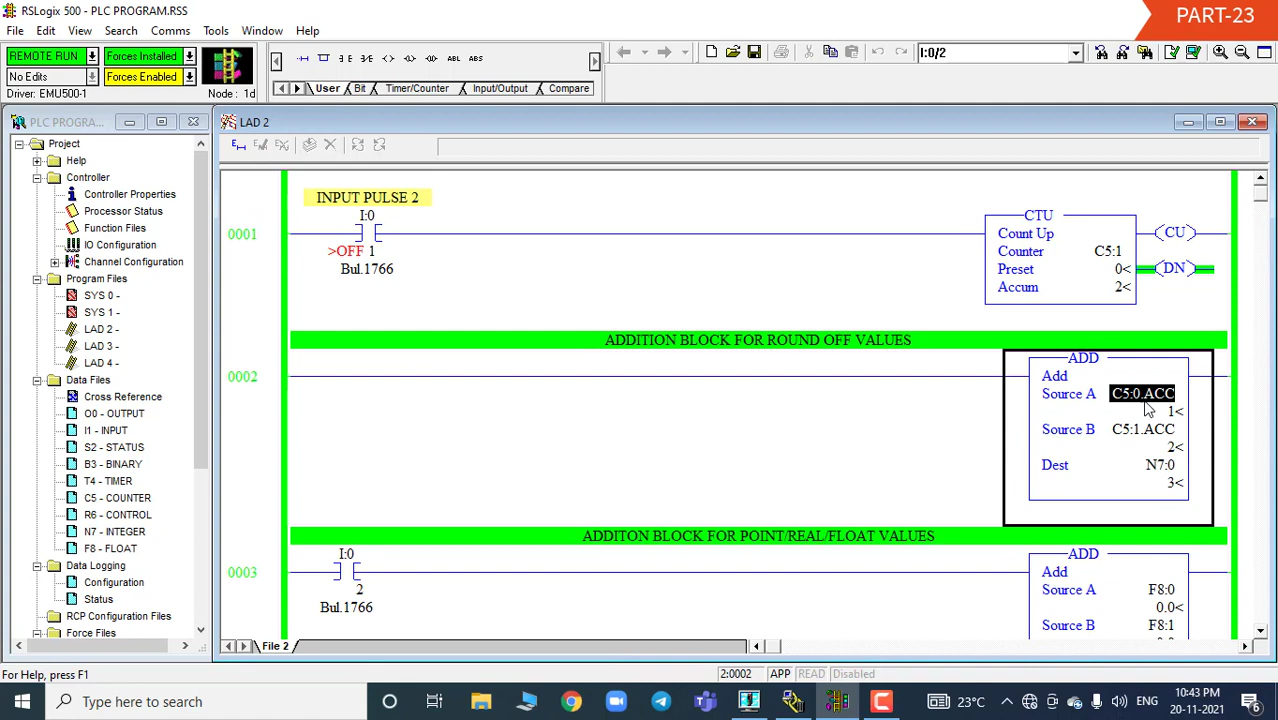 RSLogix 500 - PLC PROGRAM.RSS
PART-23
File Edit View Search Comms Tools Window Help
REMOTE RUN Forces Installed
No Edits Forces Enabled
Driver: EMU500-1 Node : 1d
ABL ABS
User Bit Timer/Counter Input/Output Compare
I:0/2
PLC PROGRA...
Project
Help
Controller
Controller Properties
Processor Status
Function Files
IO Configuration
Channel Configuration
Program Files
SYS 0 -
SYS 1 -
LAD 2 -
LAD 3 -
LAD 4 -
Data Files
Cross Reference
O0 - OUTPUT
I1 - INPUT
S2 - STATUS
B3 - BINARY
T4 - TIMER
C5 - COUNTER
R6 - CONTROL
N7 - INTEGER
F8 - FLOAT
Data Logging
Configuration
Status
RCP Configuration Files
Force Files
LAD 2
INPUT PULSE 2
I:0
0001
>OFF 1
Bul.1766
CTU
Count Up
Counter C5:1
Preset 0<
Accum 2<
CU
DN
ADDITION BLOCK FOR ROUND OFF VALUES
0002
ADD
Add
Source A C5:0.ACC
1<
Source B C5:1.ACC
2<
Dest N7:0
3<
ADDITON BLOCK FOR POINT/REAL/FLOAT VALUES
I:0
0003
2
Bul.1766
ADD
Add
Source A F8:0
0.0<
Source B F8:1
File 2
For Help, press F1
2:0002 APP READ Disabled
Type here to search
23°C
ENG
10:43 PM
20-11-2021
6